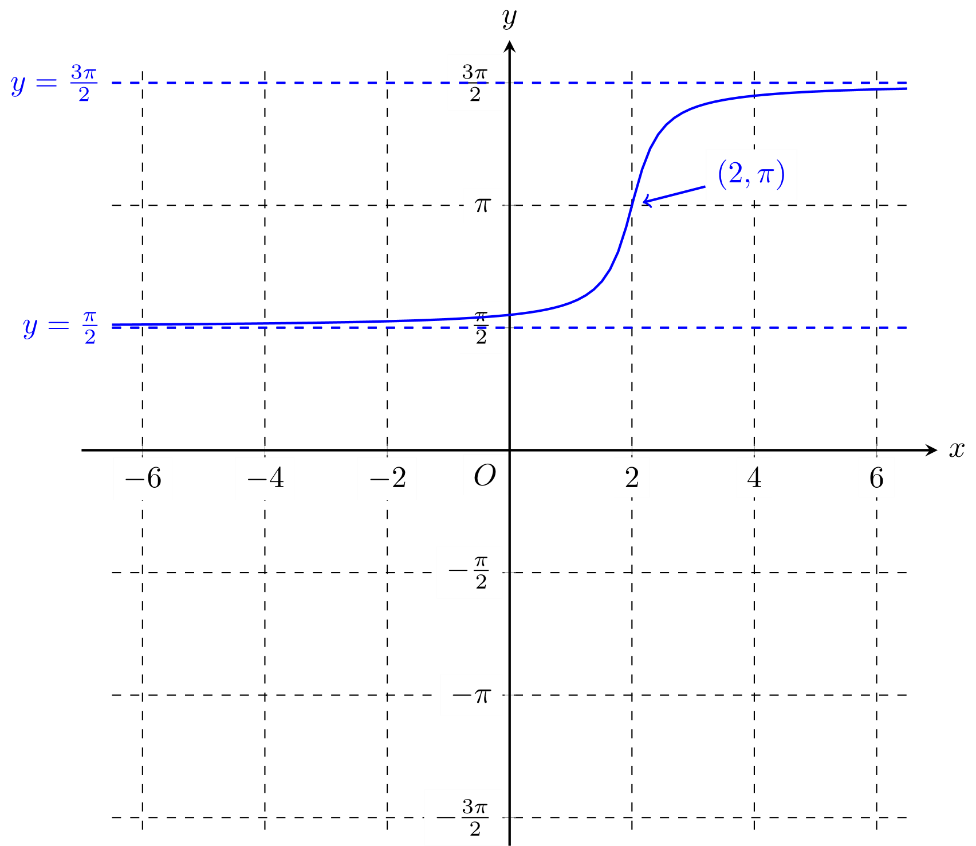 y
y = 3π/2
3π/2
(2, π)
π
y = π/2
π/2
x
−6 −4 −2 O 2 4 6
−π/2
−π
−3π/2